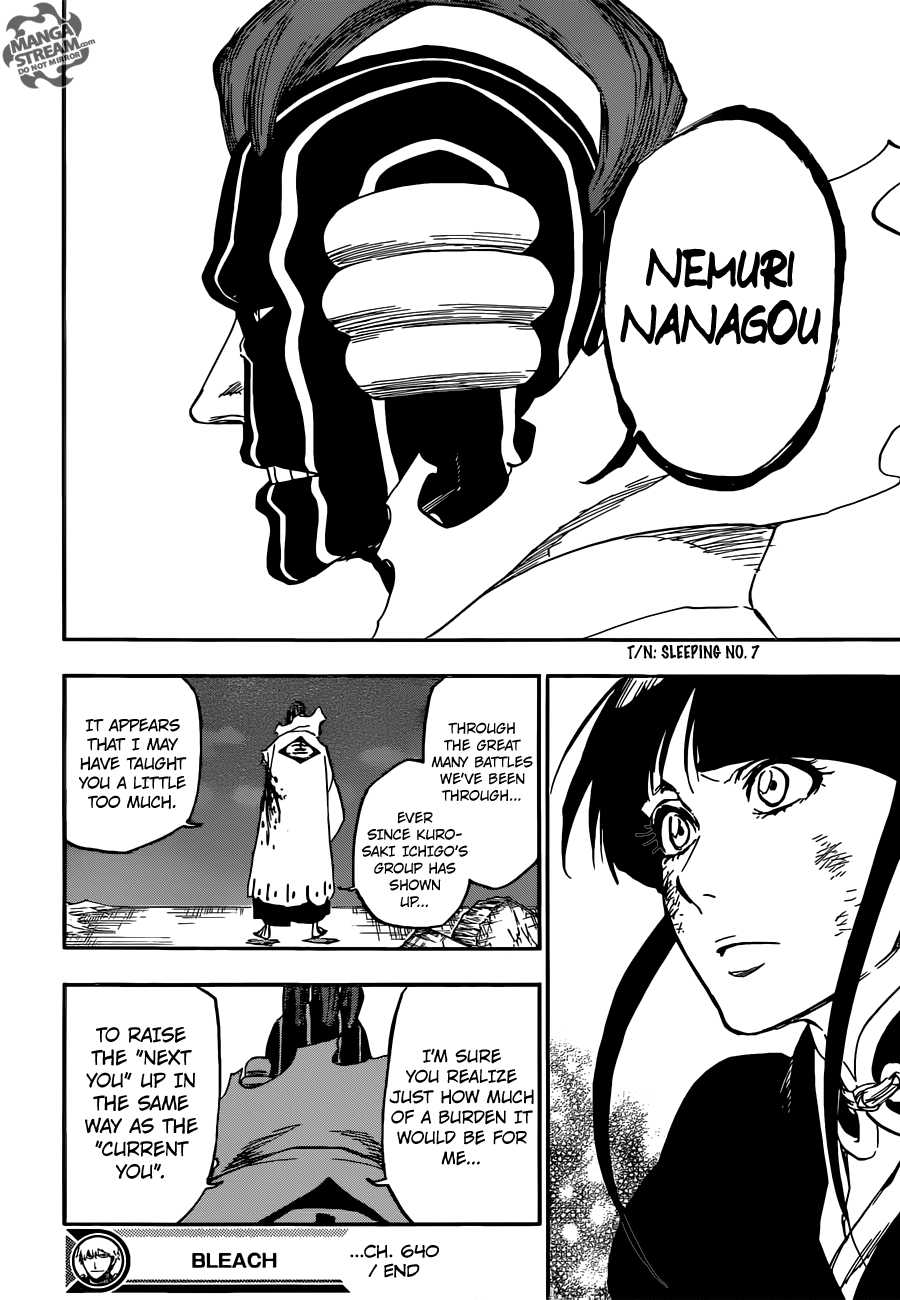 MANGA
STREAM.com
DO NOT MIRROR
NEMURI
NANAGOU
T/N: SLEEPING NO. 7
THROUGH
THE GREAT
MANY BATTLES
WE'VE BEEN
THROUGH...
EVER
SINCE KURO-
SAKI ICHIGO'S
GROUP HAS
SHOWN
UP...
IT APPEARS
THAT I MAY
HAVE TAUGHT
YOU A LITTLE
TOO MUCH.
I'M SURE
YOU REALIZE
JUST HOW MUCH
OF A BURDEN IT
WOULD BE FOR
ME...
TO RAISE
THE "NEXT
YOU" UP IN
THE SAME
WAY AS THE
"CURRENT
YOU".
BLEACH
...CH. 640
/ END